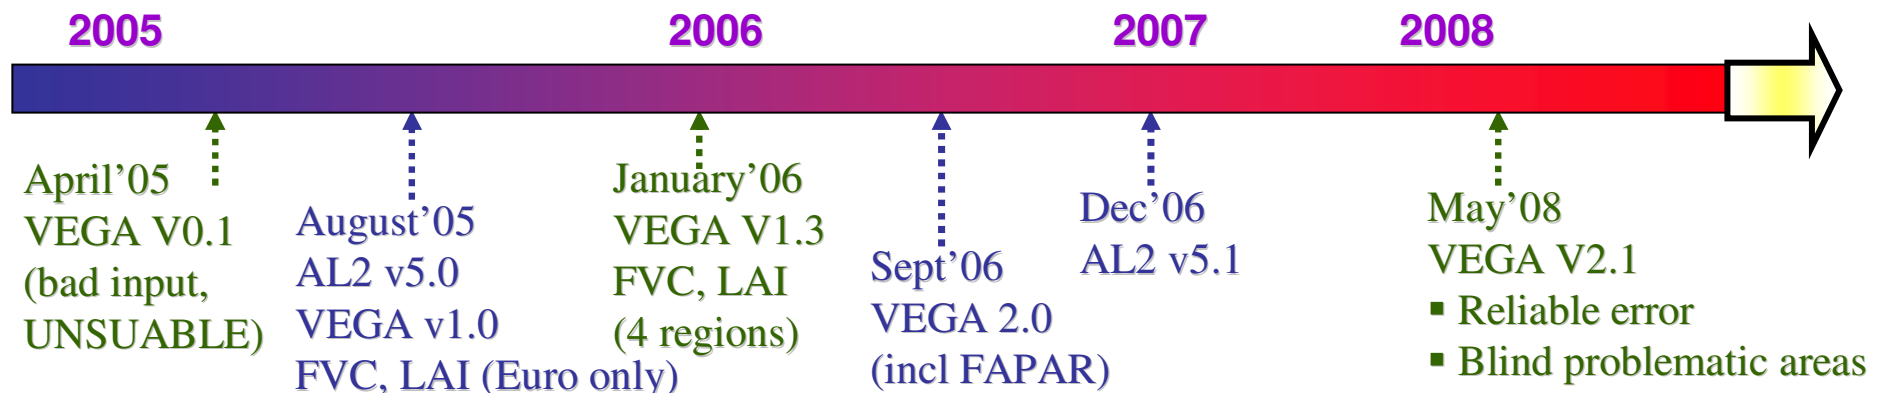 2005
2006
2007
2008
April’05
VEGA V0.1
(bad input,
UNSUABLE)
August’05
AL2 v5.0
VEGA v1.0
FVC, LAI (Euro only)
January’06
VEGA V1.3
FVC, LAI
(4 regions)
Sept’06
VEGA 2.0
(incl FAPAR)
Dec’06
AL2 v5.1
May’08
VEGA V2.1
▪ Reliable error
▪ Blind problematic areas